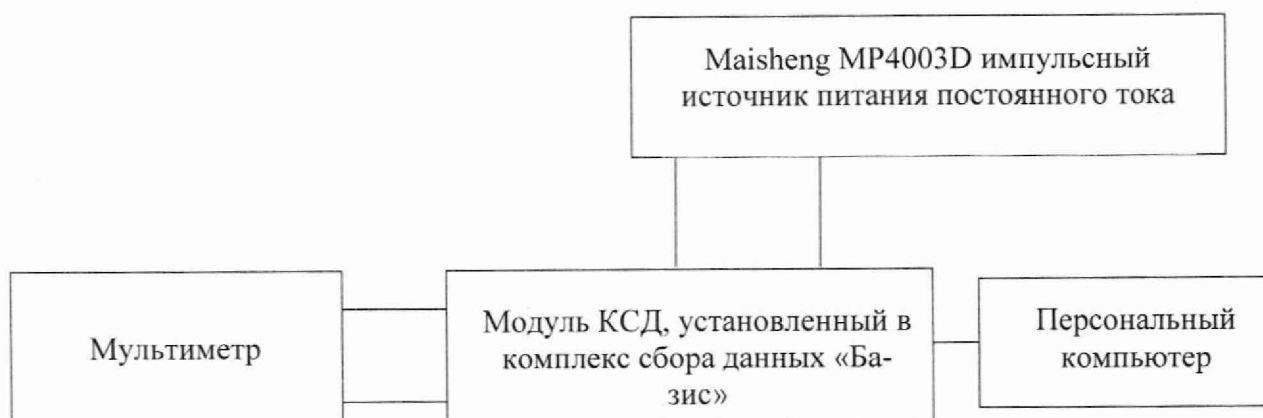 Maisheng MP4003D импульсный
источник питания постоянного тока
Мультиметр
Модуль КСД, установленный в
комплекс сбора данных «Ба-
зис»
Персональный
компьютер